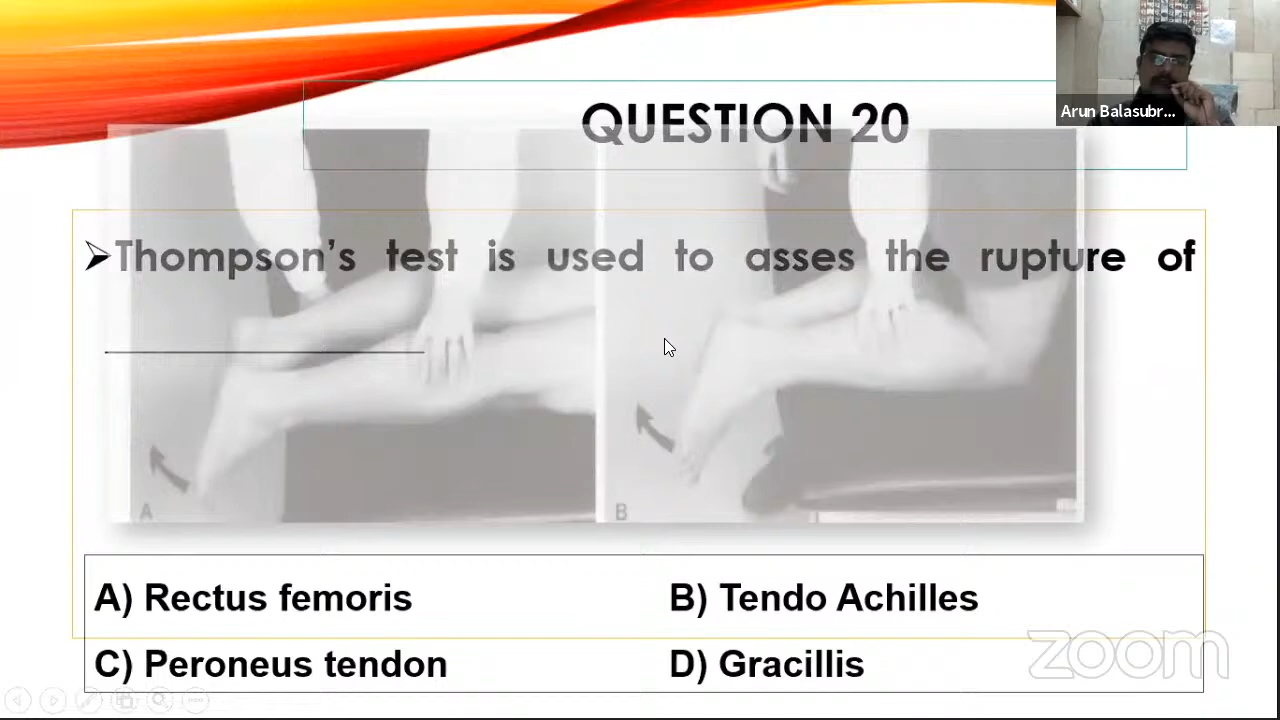 Arun Balasubr...
QUESTION 20
Thompson's test is used to asses the rupture of
A
B
A) Rectus femoris
B) Tendo Achilles
C) Peroneus tendon
D) Gracillis
zoom